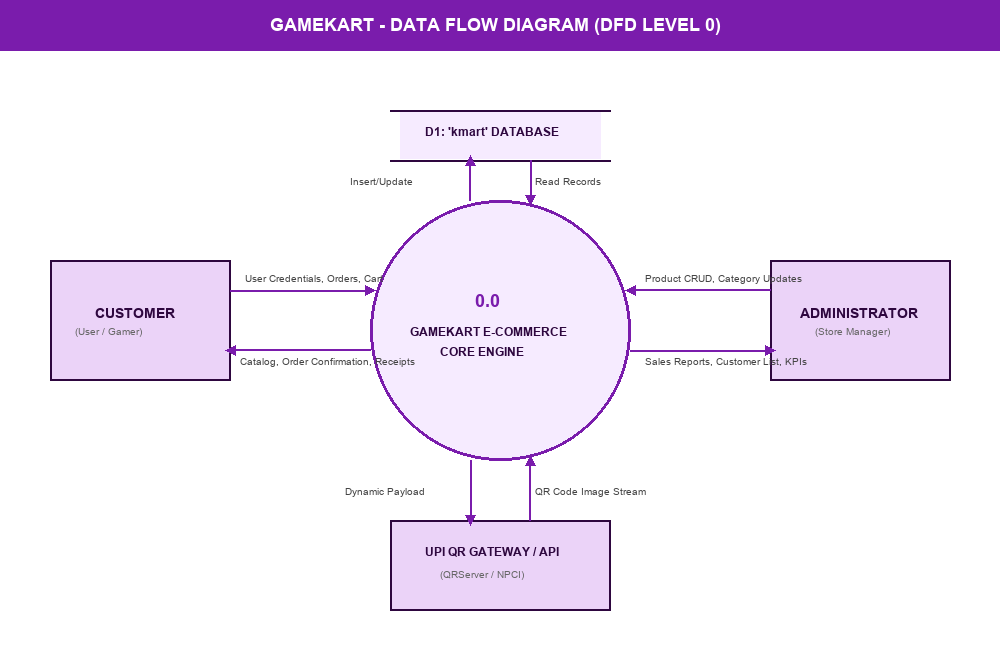 GAMEKART - DATA FLOW DIAGRAM (DFD LEVEL 0)
D1: 'kmart' DATABASE
Insert/Update
Read Records
User Credentials, Orders, Cart
Product CRUD, Category Updates
0.0
CUSTOMER
(User / Gamer)
GAMEKART E-COMMERCE
CORE ENGINE
ADMINISTRATOR
(Store Manager)
Catalog, Order Confirmation, Receipts
Sales Reports, Customer List, KPIs
Dynamic Payload
QR Code Image Stream
UPI QR GATEWAY / API
(QRServer / NPCI)